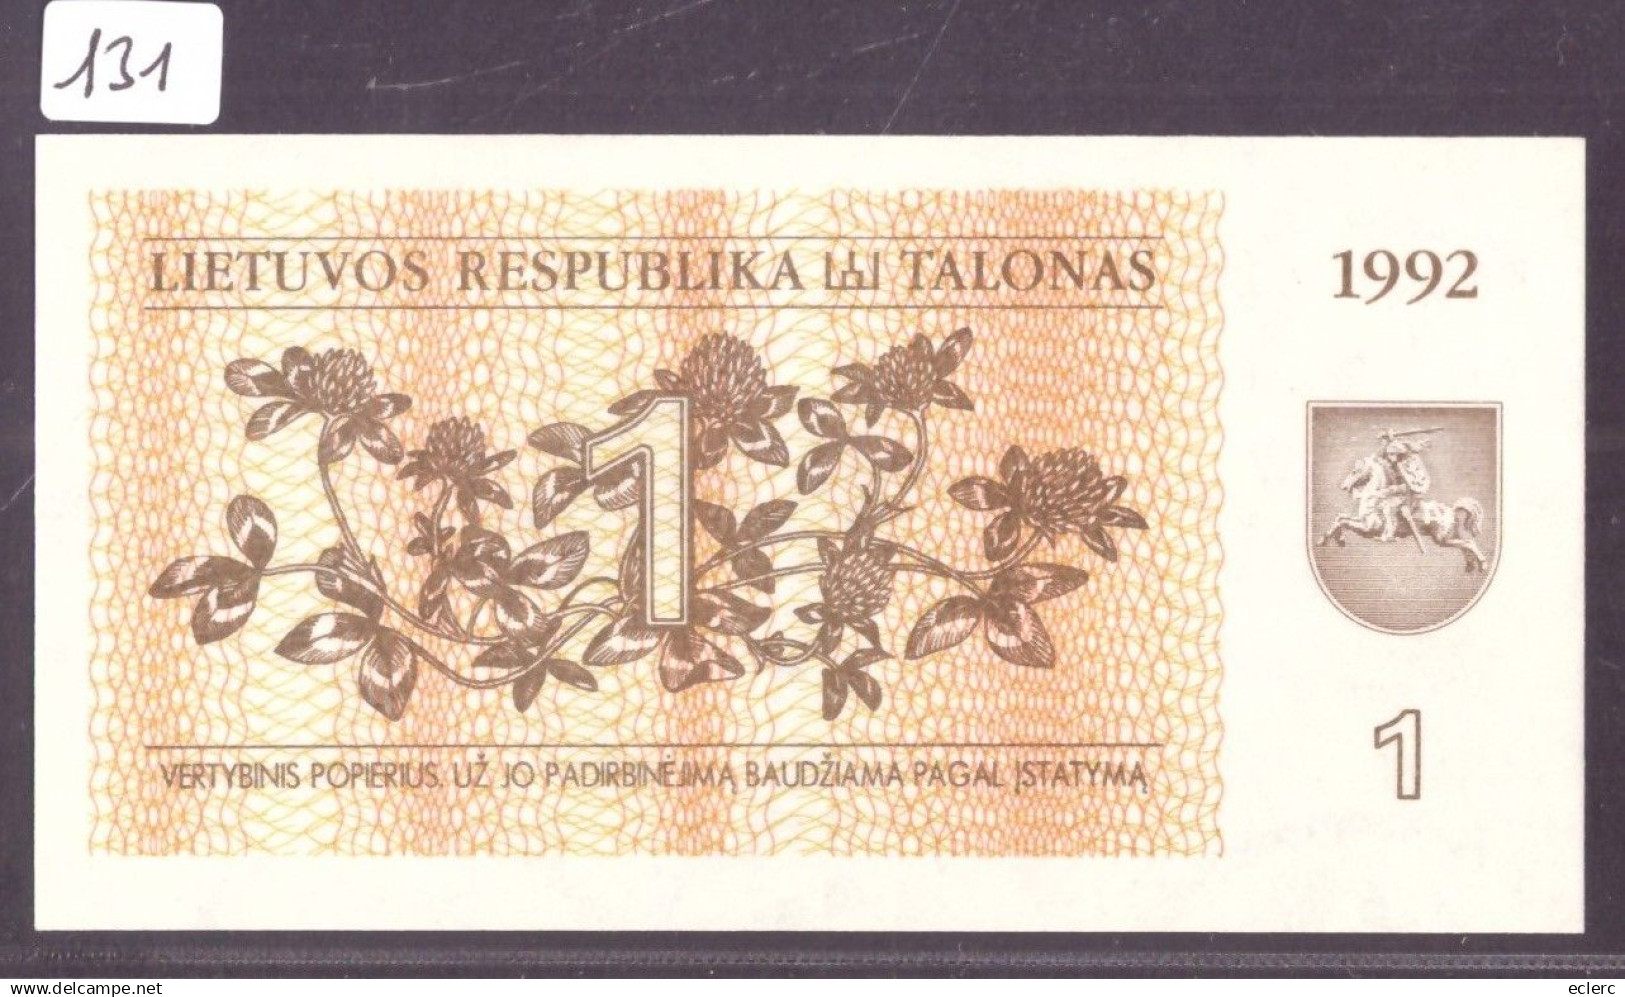 131
LIETUVOS RESPUBLIKA TALONAS
1992
1
VERTYBINIS POPIERIUS. UŽ JO PADIRBINĖJIMĄ BAUDŽIAMA PAGAL ĮSTATYMĄ
1
www.delcampe.net
eclerc